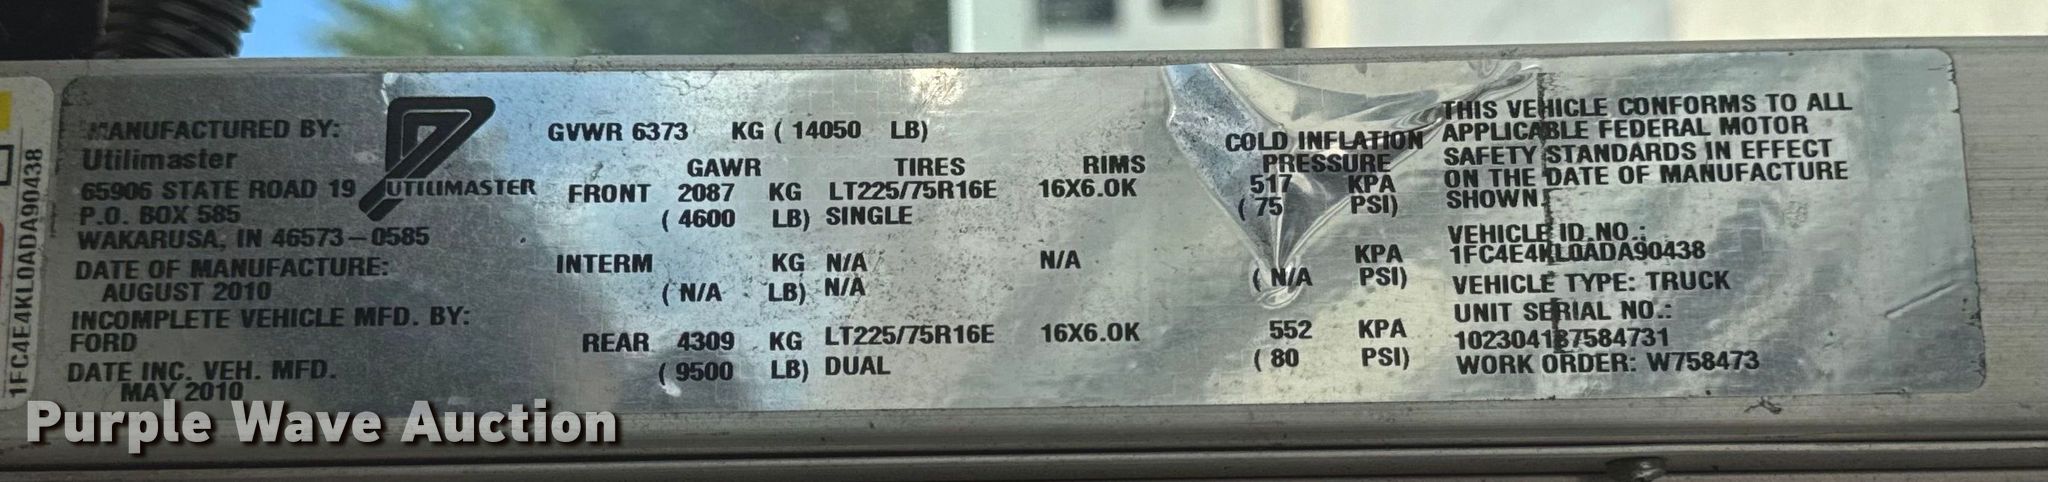 MANUFACTURED BY:
Utilimaster
65906 STATE ROAD 19
P.O. BOX 585
WAKARUSA, IN 46573-0585
DATE OF MANUFACTURE:
AUGUST 2010
INCOMPLETE VEHICLE MFD. BY:
FORD
DATE INC. VEH. MFD.
MAY 2010
UTILIMASTER
GVWR 6373 KG ( 14050 LB)
GAWR TIRES RIMS COLD INFLATION PRESSURE
FRONT 2087 KG LT225/75R16E 16X6.0K 517 KPA
( 4600 LB) SINGLE ( 75 PSI)
INTERM KG N/A N/A KPA
( N/A LB) N/A ( N/A PSI)
REAR 4309 KG LT225/75R16E 16X6.0K 552 KPA
( 9500 LB) DUAL ( 80 PSI)
THIS VEHICLE CONFORMS TO ALL
APPLICABLE FEDERAL MOTOR
SAFETY STANDARDS IN EFFECT
ON THE DATE OF MANUFACTURE
SHOWN.
VEHICLE ID.NO.:
1FC4E4KL0ADA90438
VEHICLE TYPE: TRUCK
UNIT SERIAL NO.:
102304187584731
WORK ORDER: W758473
1FC4E4KL0ADA90438
Purple Wave Auction